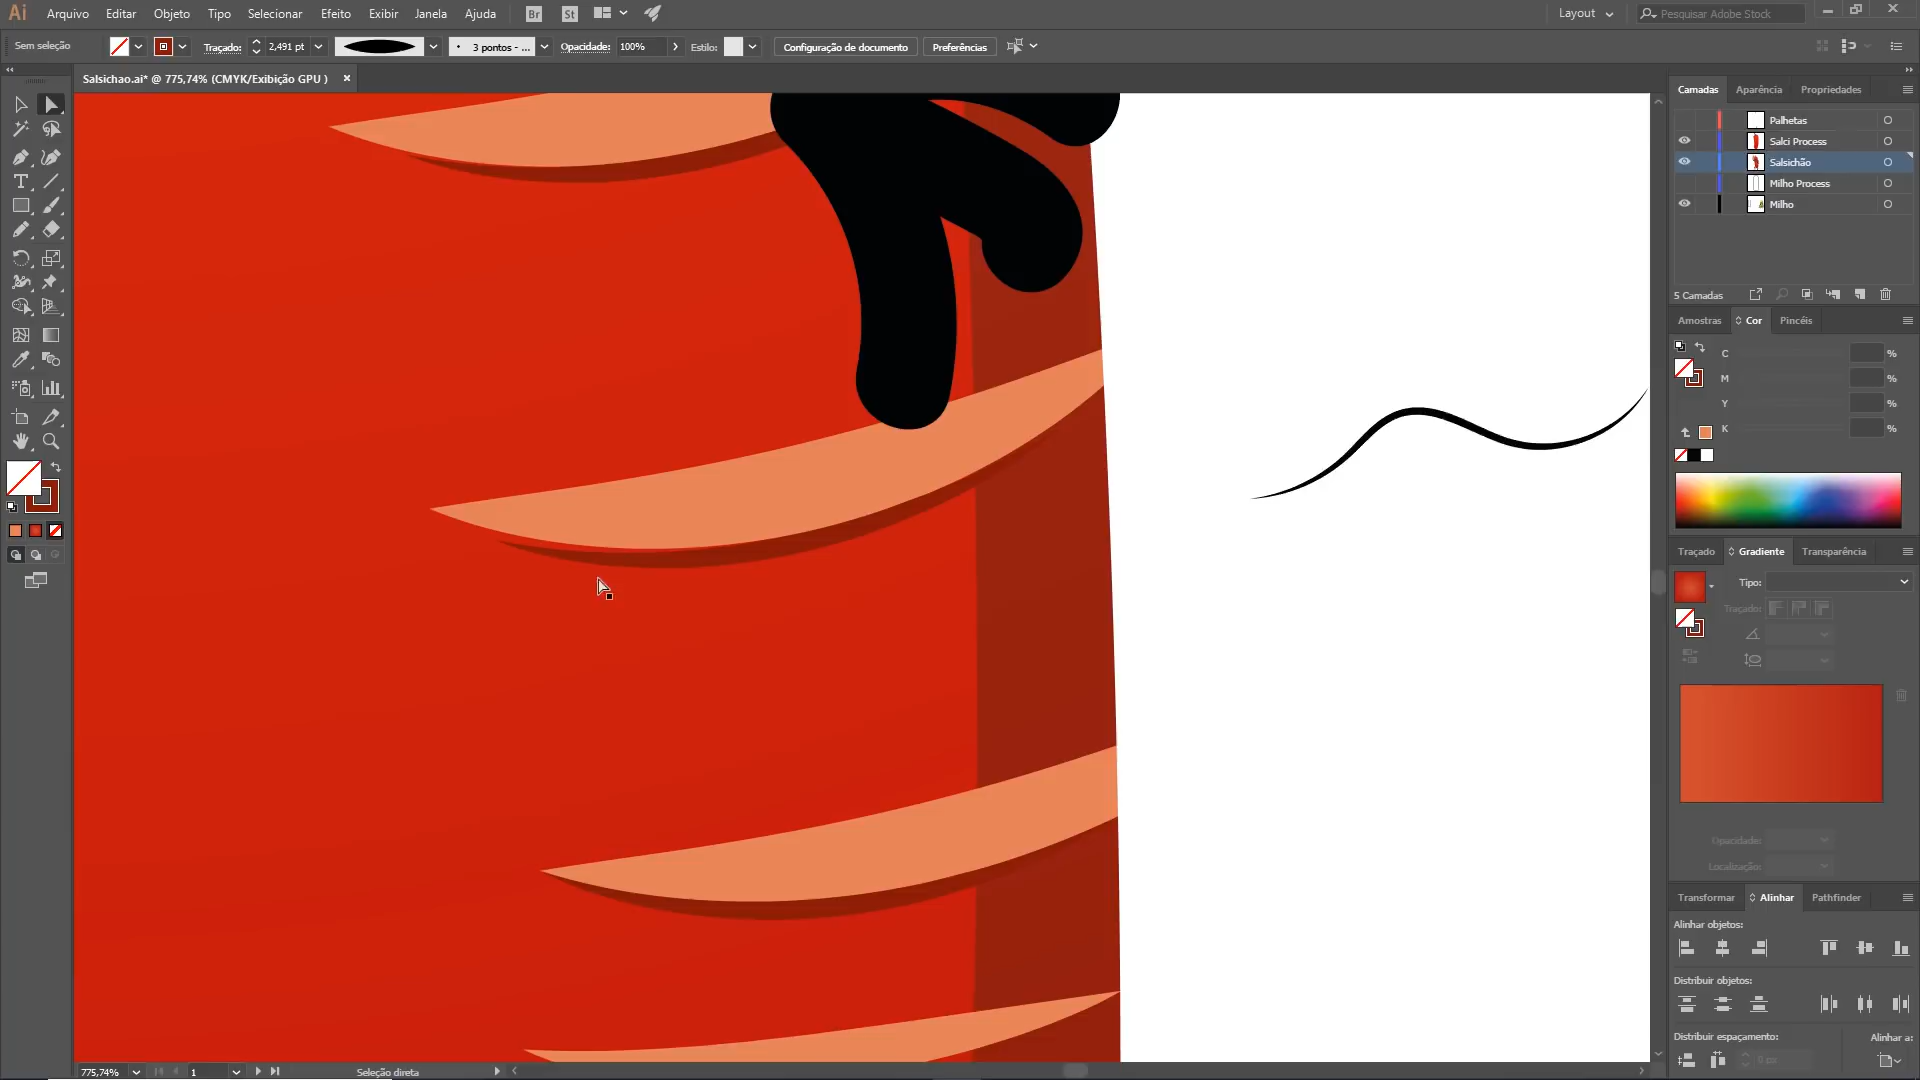 Ai Arquivo Editar Objeto Tipo Selecionar Efeito Exibir Janela Ajuda Br St Layout Pesquisar Adobe Stock
Sem seleção Traçado: 2,491 pt 3 pontos - ... Opacidade: 100% Estilo: Configuração de documento Preferências
Salsichao.ai* @ 775,74% (CMYK/Exibição GPU ) ×
Camadas Aparência Propriedades
Palhetas
Salci Process
Salsichão
Milho Process
Milho
5 Camadas
Amostras Cor Pincéis
C %
M %
Y %
K %
Traçado Gradiente Transparência
Tipo:
Traçado:
Opacidade:
Localização:
Transformar Alinhar Pathfinder
Alinhar objetos:
Distribuir objetos:
Distribuir espaçamento: Alinhar a:
0 px
775,74% 1 Seleção direta